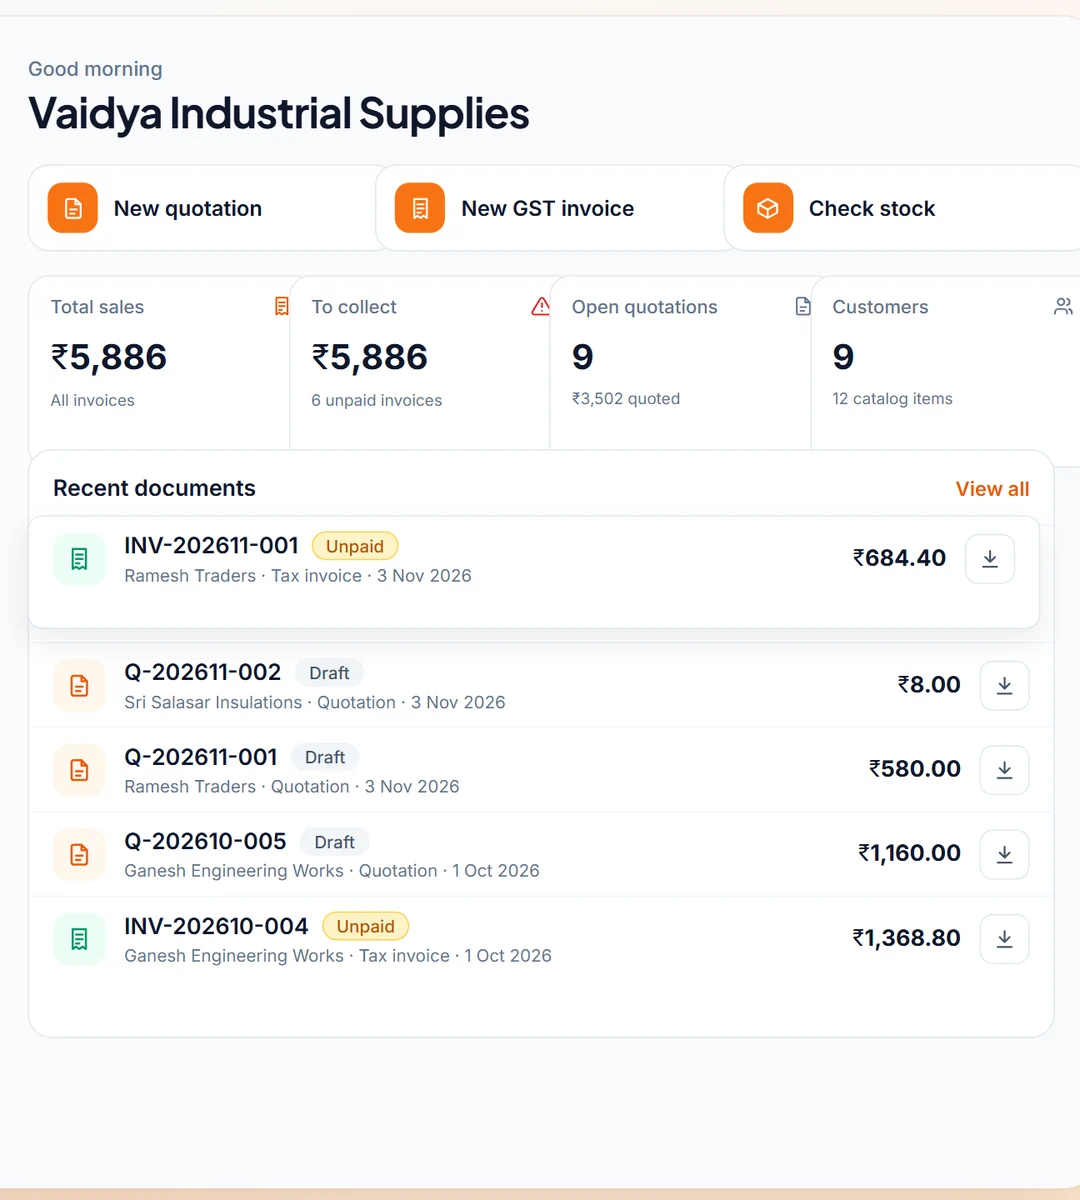 Good morning
Vaidya Industrial Supplies
New quotation New GST invoice Check stock
Total sales To collect Open quotations Customers
₹5,886 ₹5,886 9 9
All invoices 6 unpaid invoices ₹3,502 quoted 12 catalog items
Recent documents View all
INV-202611-001 Unpaid ₹684.40
Ramesh Traders · Tax invoice · 3 Nov 2026
Q-202611-002 Draft ₹8.00
Sri Salasar Insulations · Quotation · 3 Nov 2026
Q-202611-001 Draft ₹580.00
Ramesh Traders · Quotation · 3 Nov 2026
Q-202610-005 Draft ₹1,160.00
Ganesh Engineering Works · Quotation · 1 Oct 2026
INV-202610-004 Unpaid ₹1,368.80
Ganesh Engineering Works · Tax invoice · 1 Oct 2026